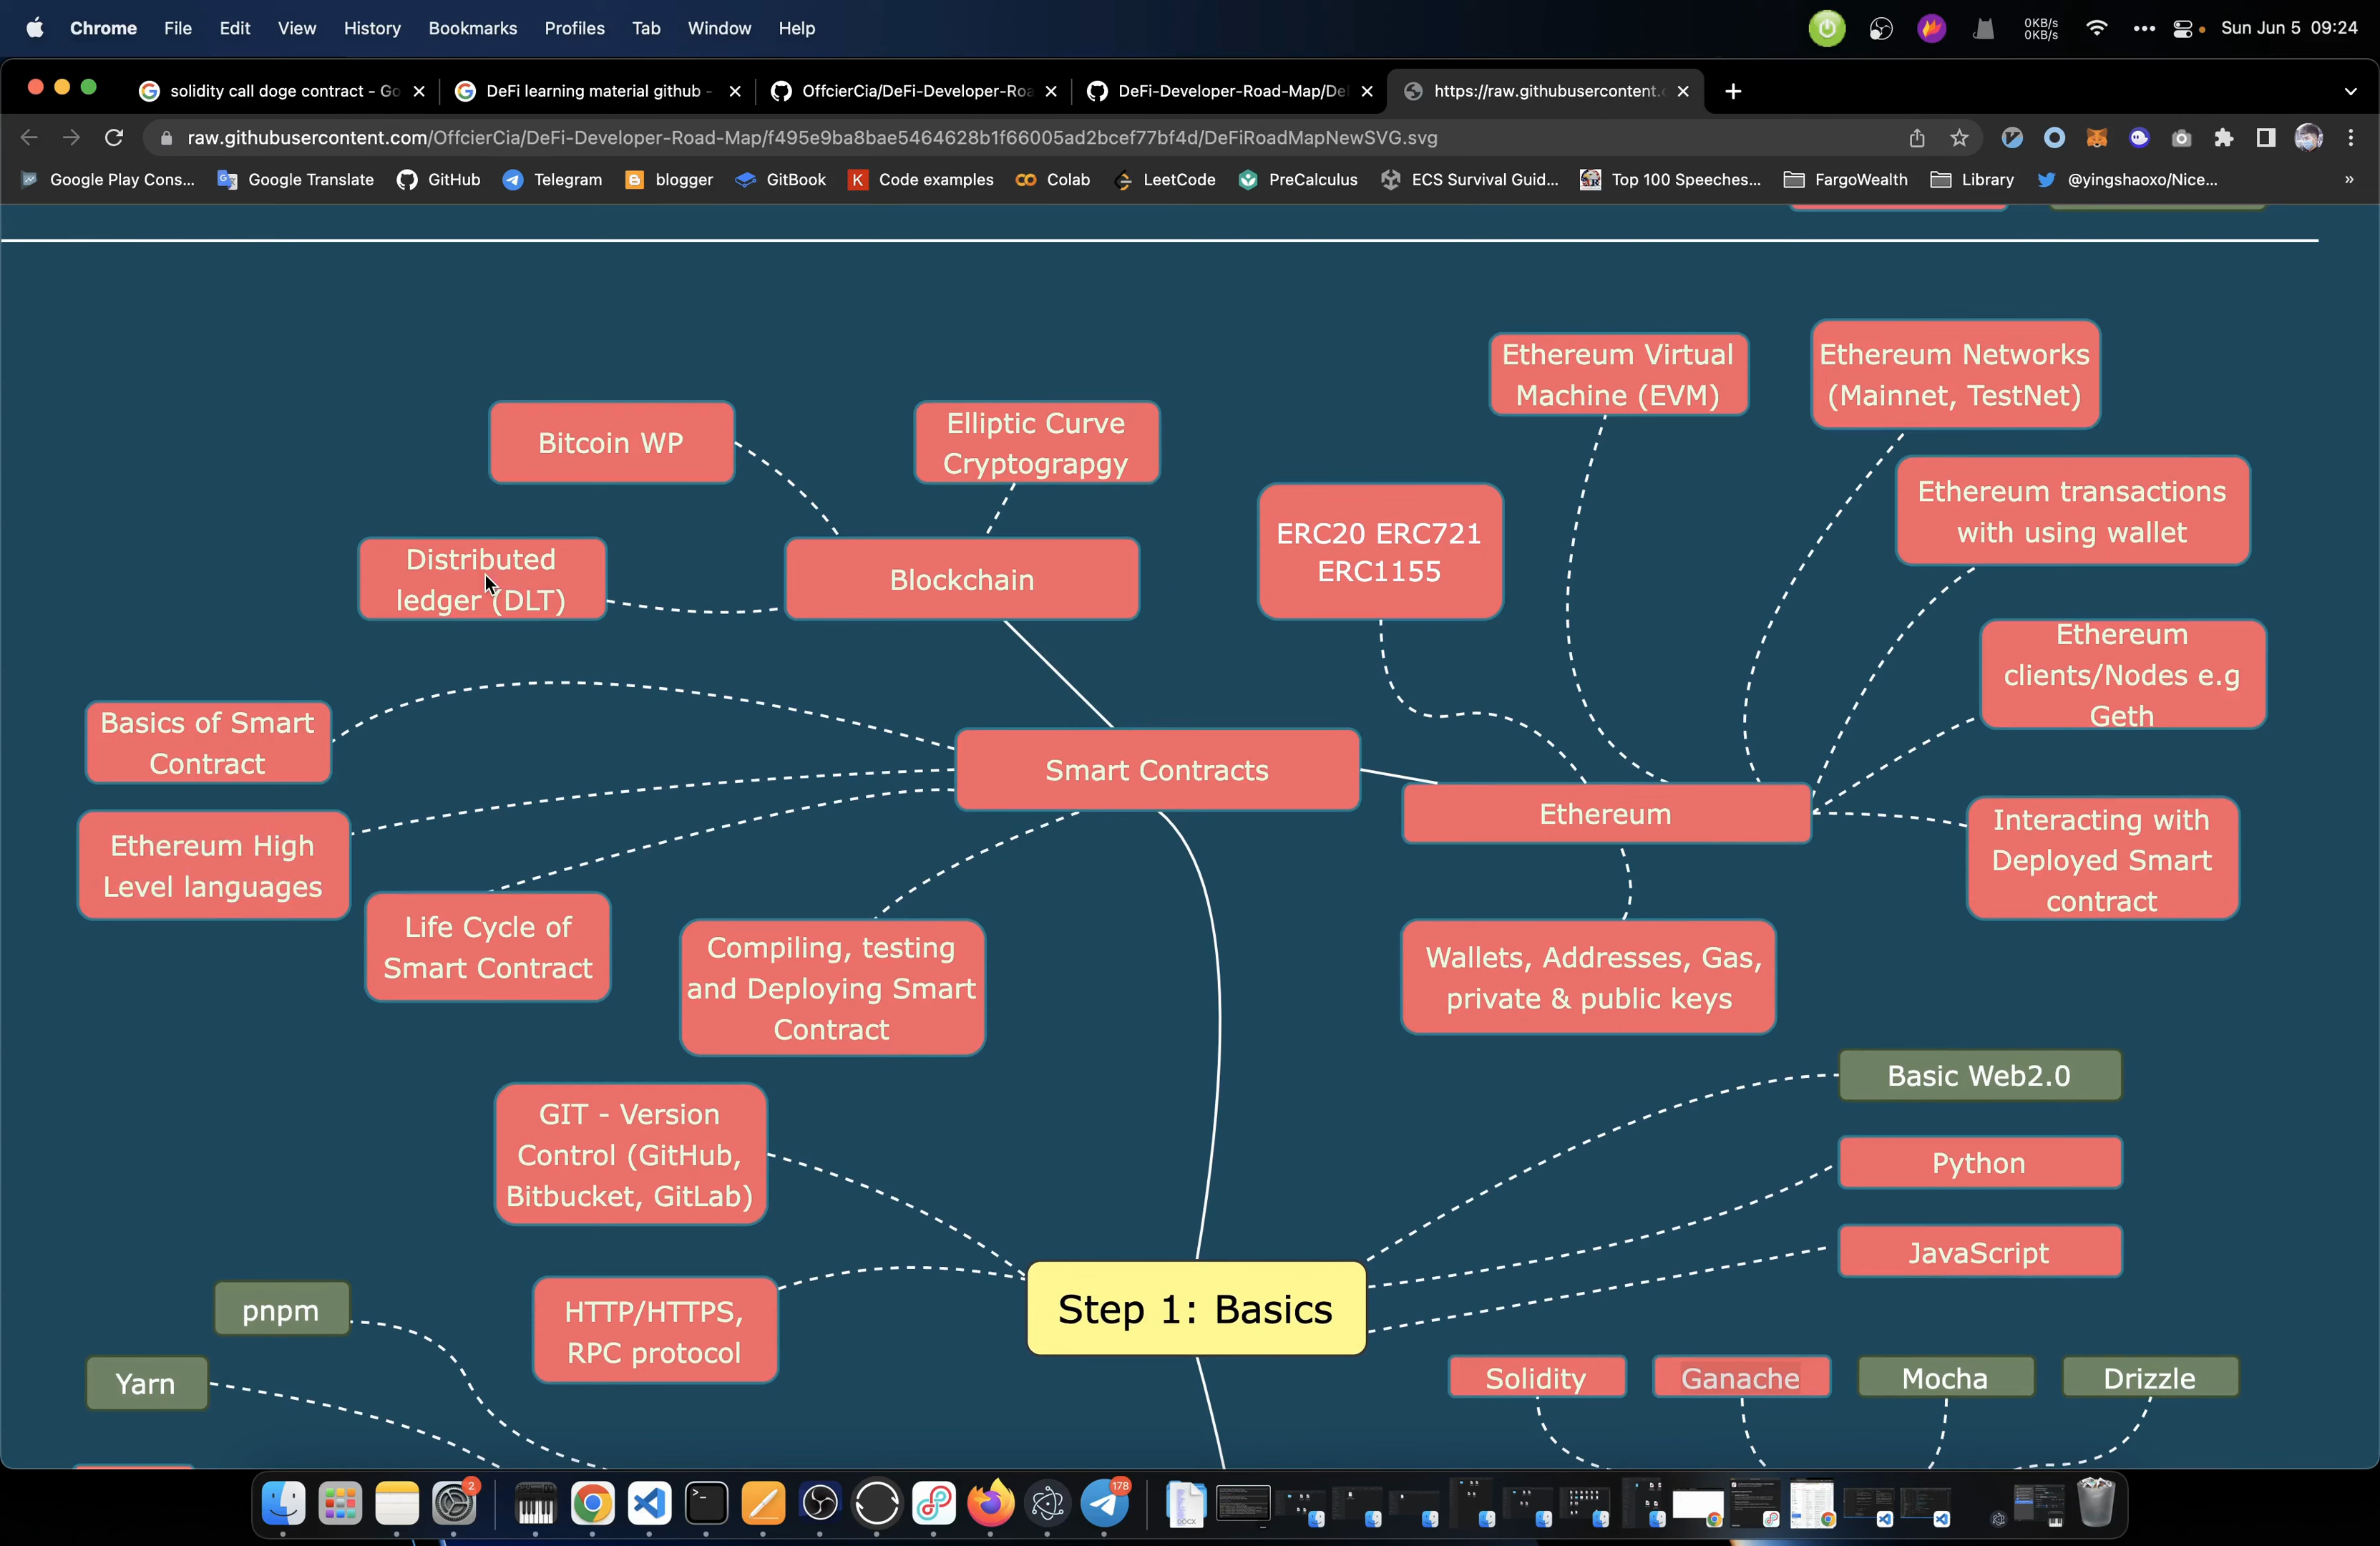 Chrome File Edit View History Bookmarks Profiles Tab Window Help
0KB/s
0KB/s
Sun Jun 5 09:24
solidity call doge contract - Go
DeFi learning material github -
OffcierCia/DeFi-Developer-Roa
DeFi-Developer-Road-Map/De
https://raw.githubusercontent.c
raw.githubusercontent.com/OffcierCia/DeFi-Developer-Road-Map/f495e9ba8bae5464628b1f66005ad2bcef77bf4d/DeFiRoadMapNewSVG.svg
Google Play Cons... Google Translate GitHub Telegram blogger GitBook Code examples Colab LeetCode PreCalculus ECS Survival Guid... Top 100 Speeches... FargoWealth Library @yingshaoxo/Nice... »
Ethereum Virtual
Machine (EVM)
Ethereum Networks
(Mainnet, TestNet)
Bitcoin WP
Elliptic Curve
Cryptograpgy
ERC20 ERC721
ERC1155
Ethereum transactions
with using wallet
Distributed
ledger (DLT)
Blockchain
Ethereum
clients/Nodes e.g
Geth
Basics of Smart
Contract
Smart Contracts
Ethereum
Ethereum High
Level languages
Interacting with
Deployed Smart
contract
Life Cycle of
Smart Contract
Compiling, testing
and Deploying Smart
Contract
Wallets, Addresses, Gas,
private & public keys
Basic Web2.0
GIT - Version
Control (GitHub,
Bitbucket, GitLab)
Python
JavaScript
Step 1: Basics
pnpm
HTTP/HTTPS,
RPC protocol
Yarn
Solidity
Ganache
Mocha
Drizzle
2
178
DOCX